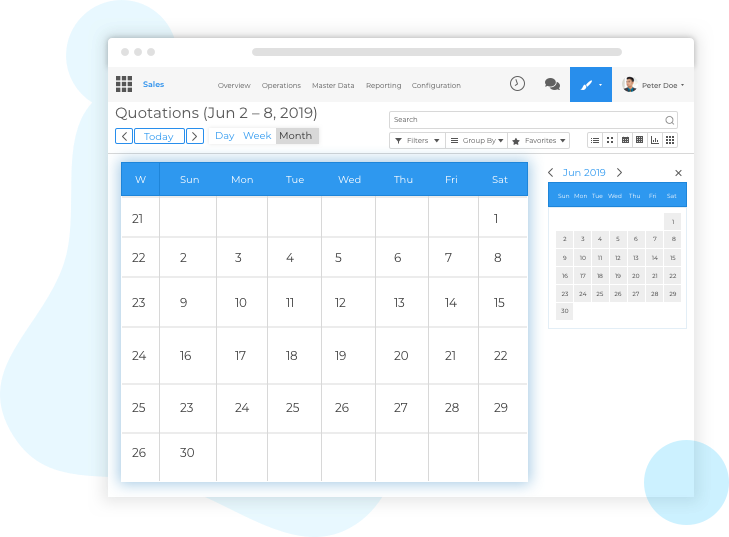 Sales Overview Operations Master Data Reporting Configuration Peter Doe
Quotations (Jun 2 – 8, 2019)
Search
Today Day Week Month
Filters Group By Favorites
W Sun Mon Tue Wed Thu Fri Sat
21 1
22 2 3 4 5 6 7 8
23 9 10 11 12 13 14 15
24 16 17 18 19 20 21 22
25 23 24 25 26 27 28 29
26 30
Jun 2019
Sun Mon Tue Wed Thu Fri Sat
1
2 3 4 5 6 7 8
9 10 11 12 13 14 15
16 17 18 19 20 21 22
23 24 25 26 27 28 29
30